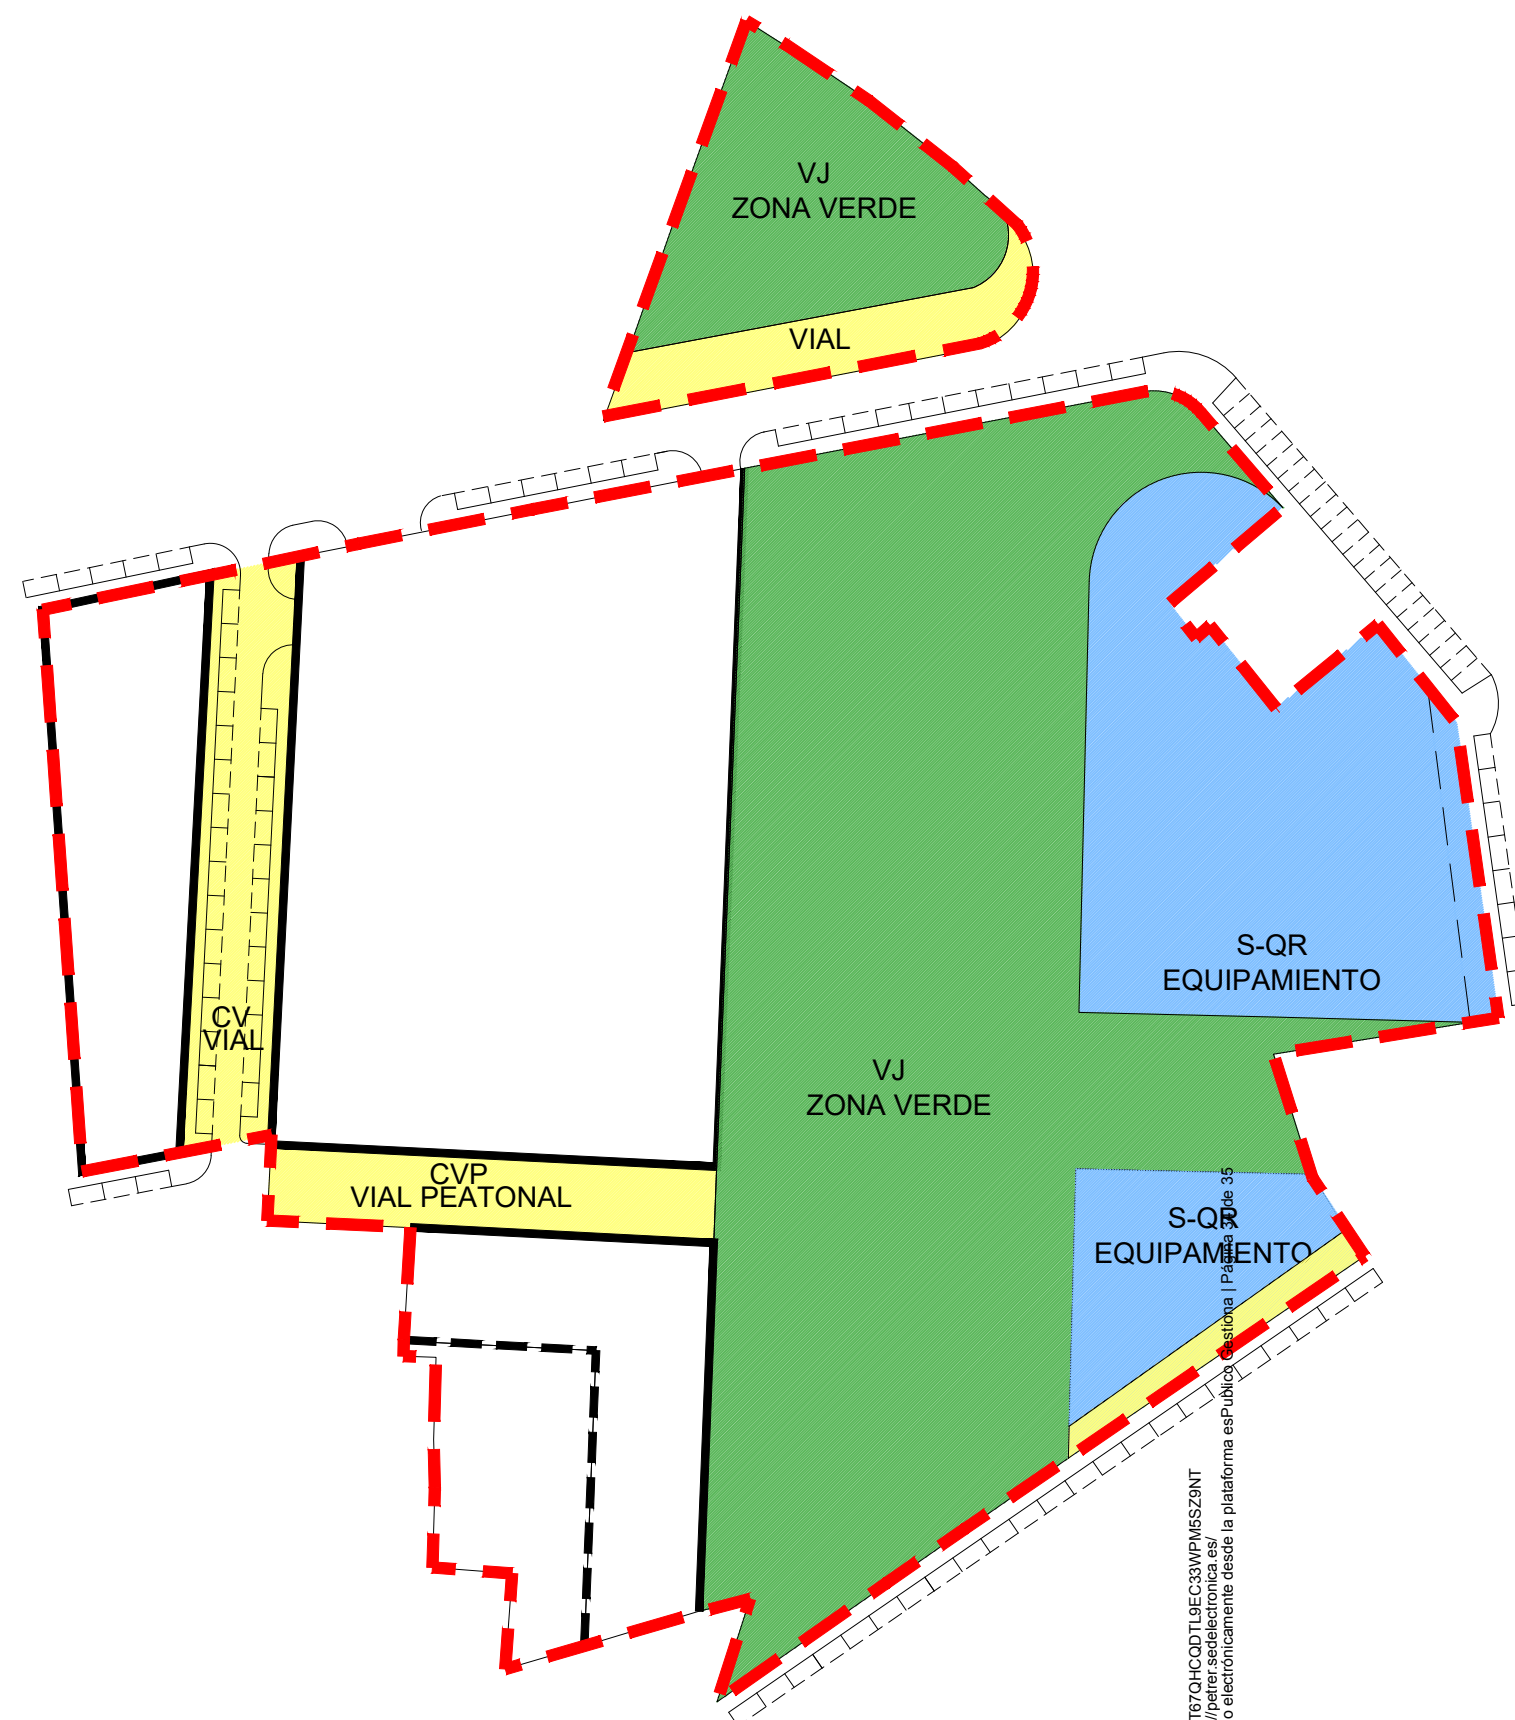 VJ
ZONA VERDE
VIAL
S-QR
EQUIPAMIENTO
CV
VIAL
VJ
ZONA VERDE
CVP
VIAL PEATONAL
S-QR
EQUIPAMIENTO
T67QHCQDTL9EC33WPM5SZ9NT
//petrer.sedelectronica.es/
o electrónicamente desde la plataforma esPublico Gestiona | Página de 35